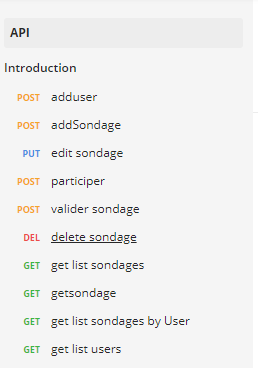 API
Introduction
POST adduser
POST addSondage
PUT edit sondage
POST participer
POST valider sondage
DEL delete sondage
GET get list sondages
GET getsondage
GET get list sondages by User
GET get list users